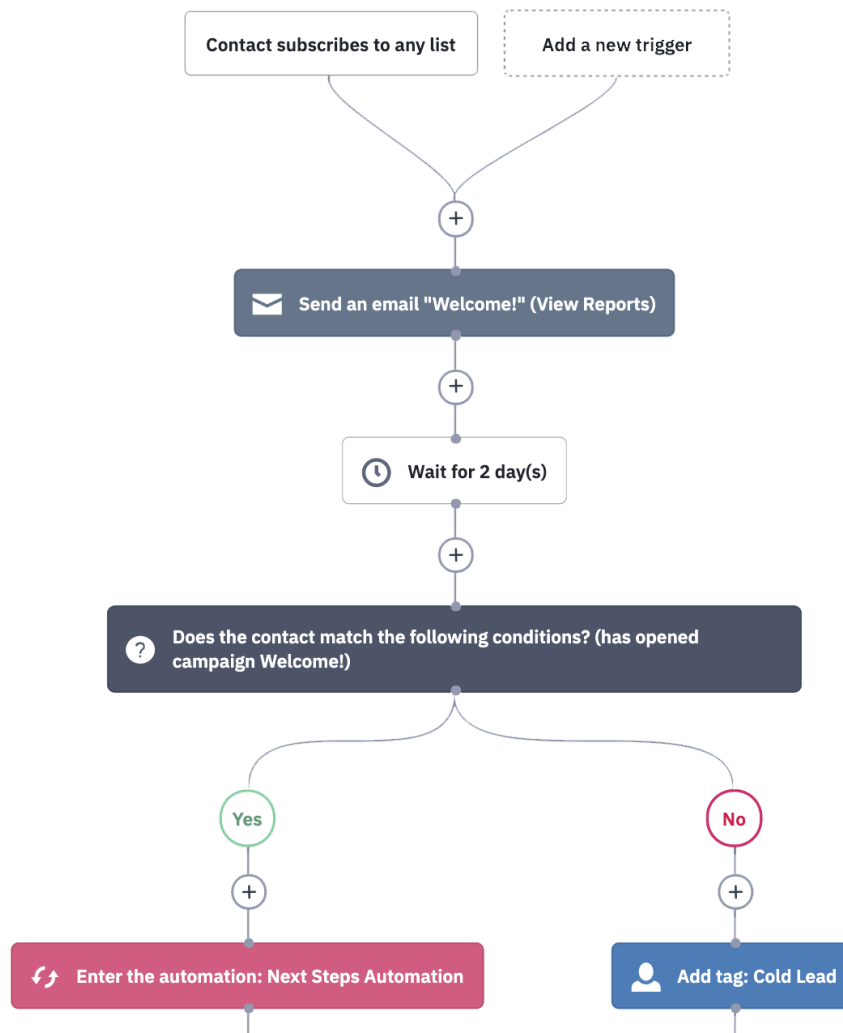 Contact subscribes to any list
Add a new trigger
+
Send an email "Welcome!" (View Reports)
+
Wait for 2 day(s)
+
?
Does the contact match the following conditions? (has opened
campaign Welcome!)
Yes
No
+
+
Enter the automation: Next Steps Automation
Add tag: Cold Lead